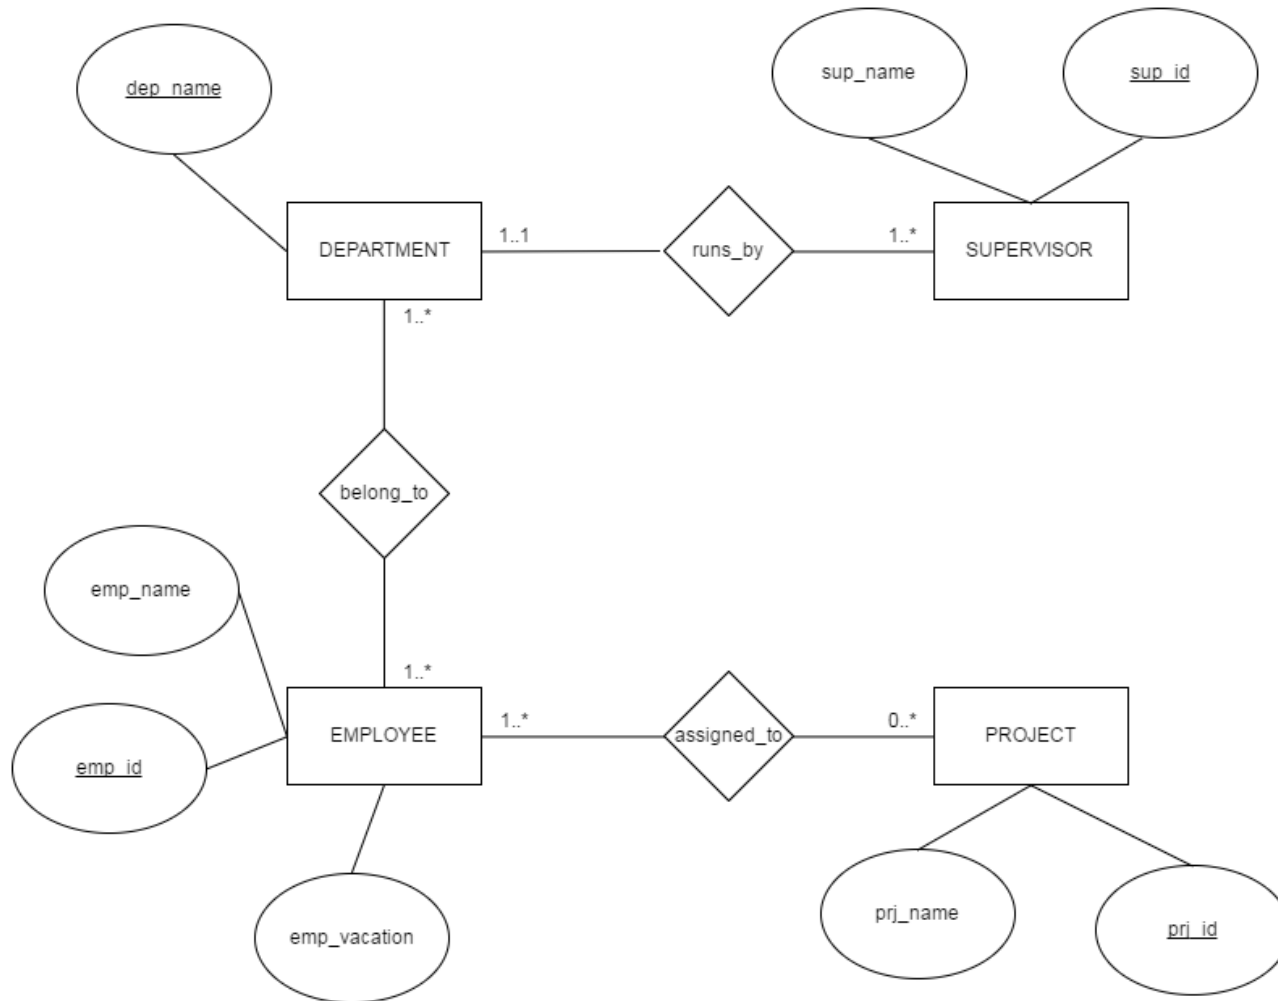 dep_name
sup_name
sup_id
DEPARTMENT
1..1
runs_by
1..*
SUPERVISOR
1..*
belong_to
emp_name
1..*
EMPLOYEE
1..*
assigned_to
0..*
PROJECT
emp_id
emp_vacation
prj_name
prj_id